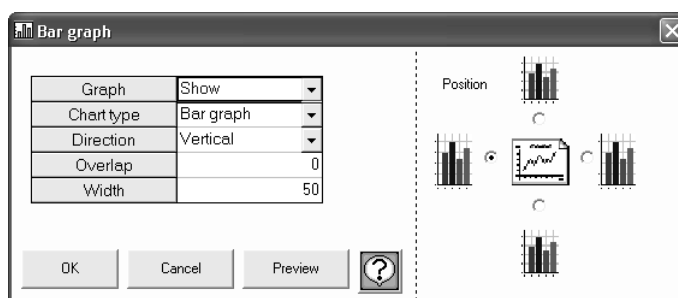 Bar graph
Graph Show
Chart type Bar graph
Direction Vertical
Overlap 0
Width 50
Position
OK Cancel Preview ?